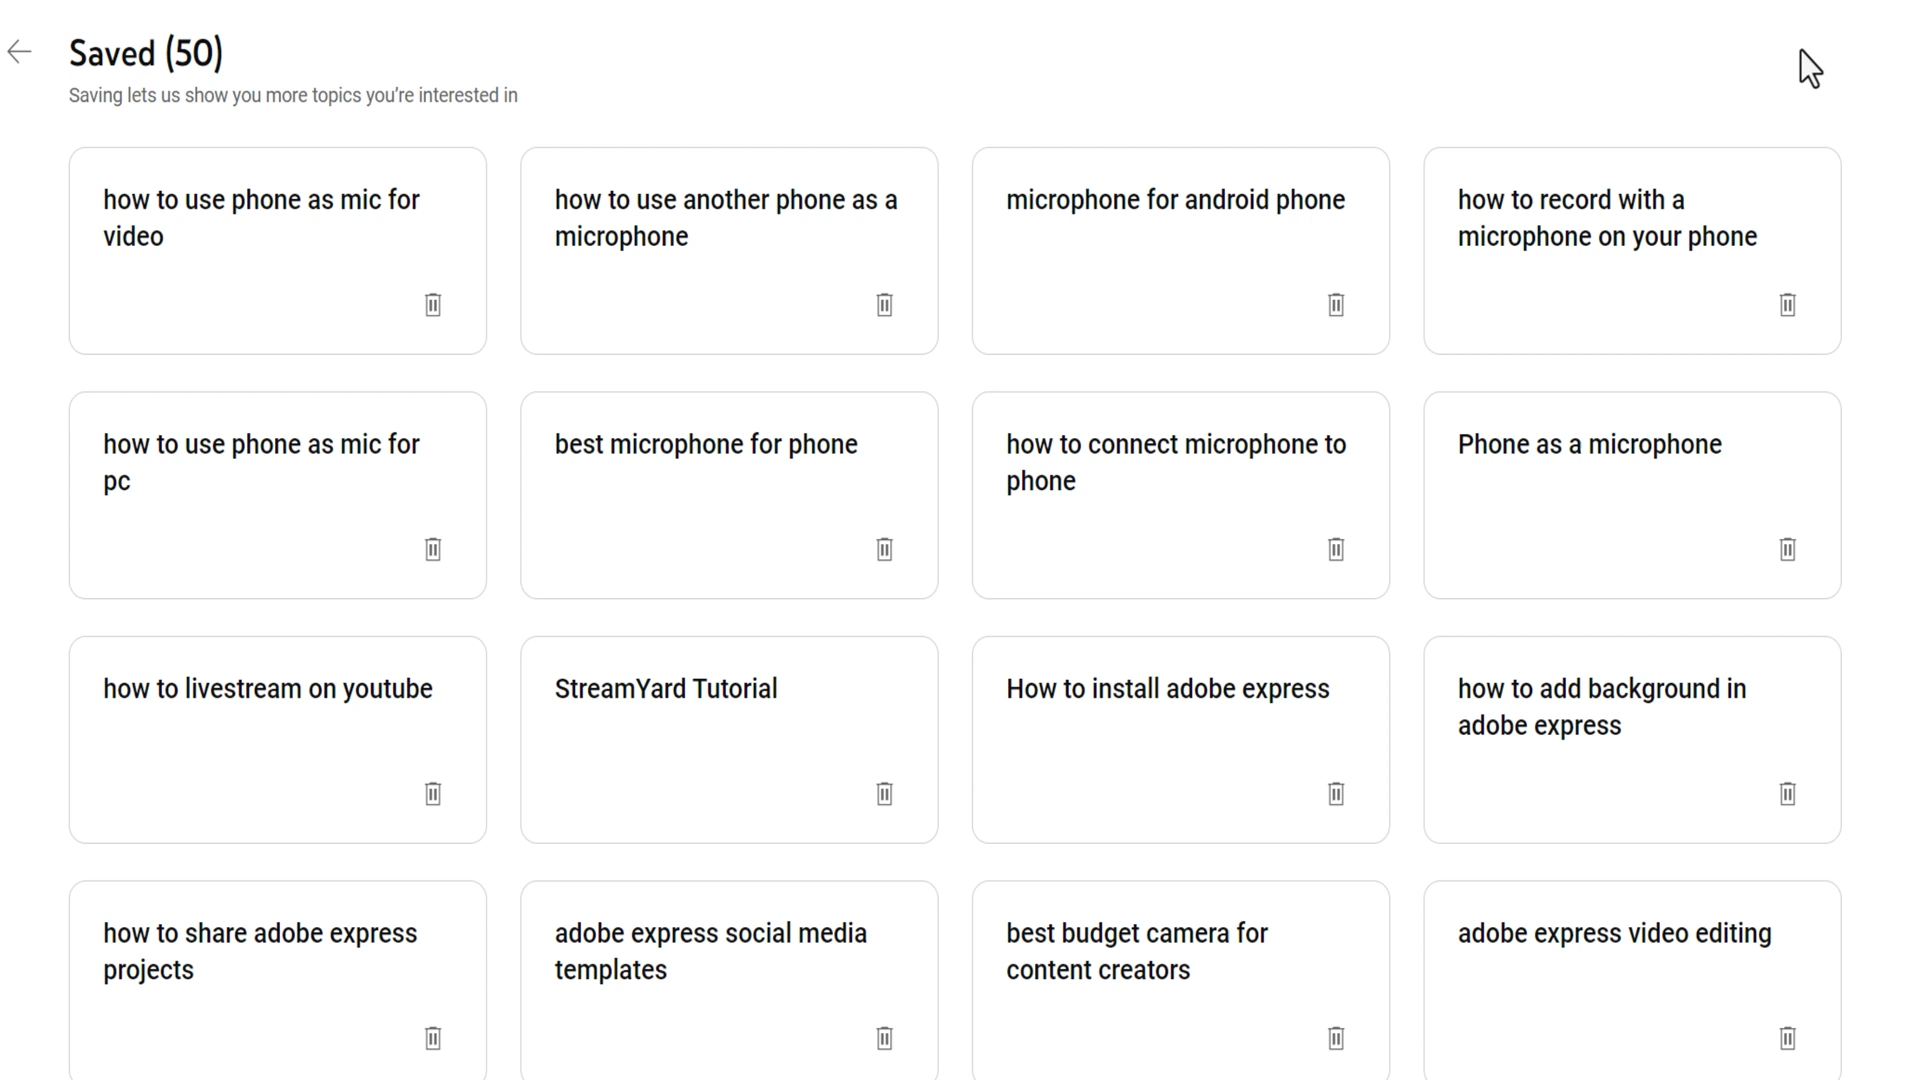 Saved (50)
Saving lets us show you more topics you’re interested in
how to use phone as mic for
video
how to use another phone as a
microphone
microphone for android phone
how to record with a
microphone on your phone
how to use phone as mic for
pc
best microphone for phone
how to connect microphone to
phone
Phone as a microphone
how to livestream on youtube
StreamYard Tutorial
How to install adobe express
how to add background in
adobe express
how to share adobe express
projects
adobe express social media
templates
best budget camera for
content creators
adobe express video editing